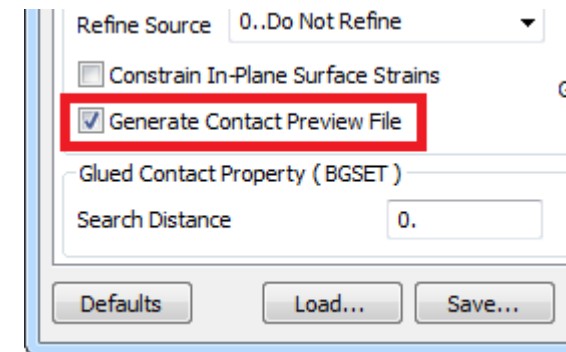 Refine Source 0..Do Not Refine
Constrain In-Plane Surface Strains
Generate Contact Preview File
Glued Contact Property ( BGSET )
Search Distance 0.
Defaults Load... Save...